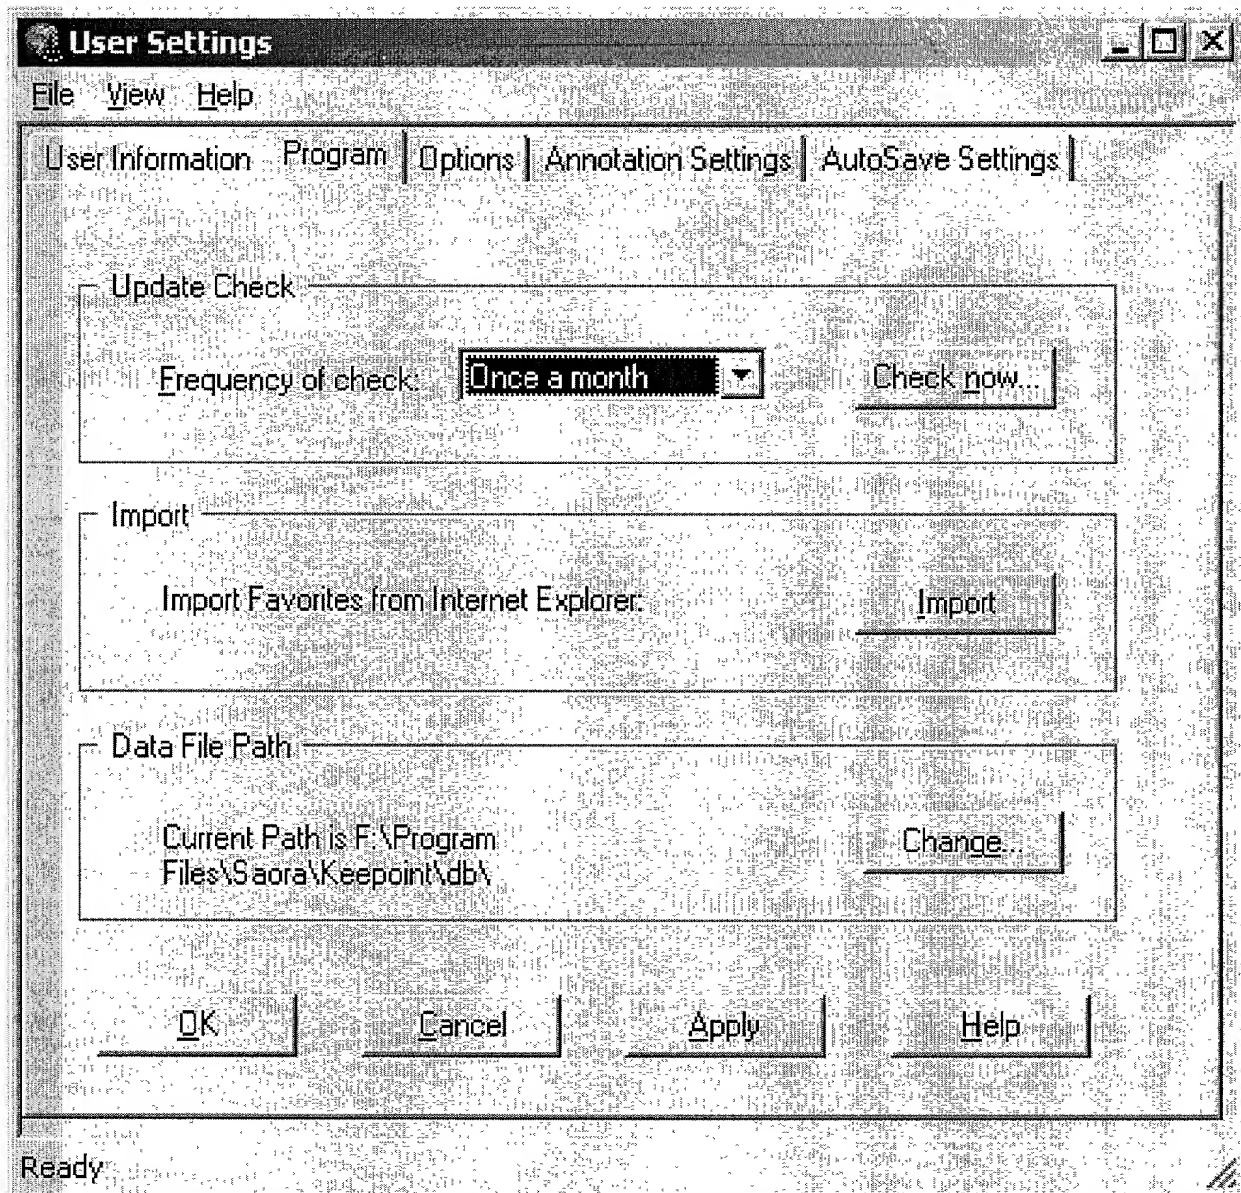 User Settings
File View Help
User Information Program Options Annotation Settings AutoSave Settings
Update Check
Frequency of check: Once a month Check now...
Import
Import Favorites from Internet Explorer: Import
Data File Path
Current Path is F:\Program
Files\Saora\Keepoint\db\
Change...
OK Cancel Apply Help
Ready